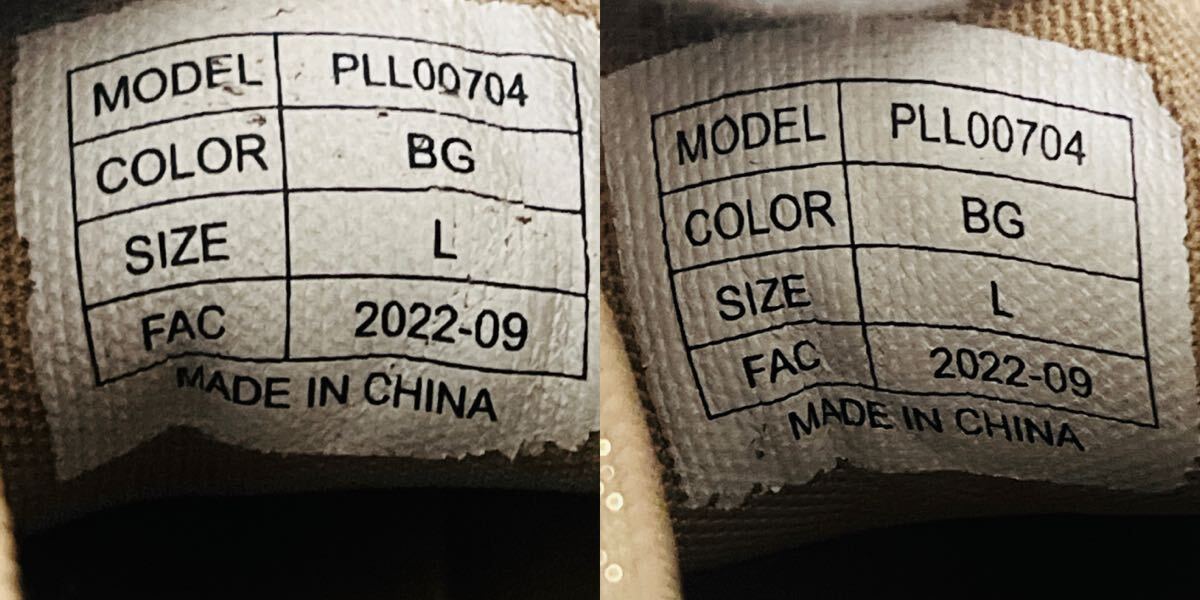 MODEL PLL00704
COLOR BG
SIZE L
FAC 2022-09
MADE IN CHINA
MODEL PLL00704
COLOR BG
SIZE L
FAC 2022-09
MADE IN CHINA